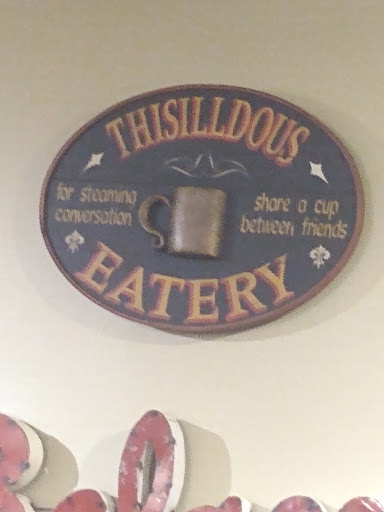 THISILLDOUS
for steaming
conversation
share a cup
between friends
EATERY